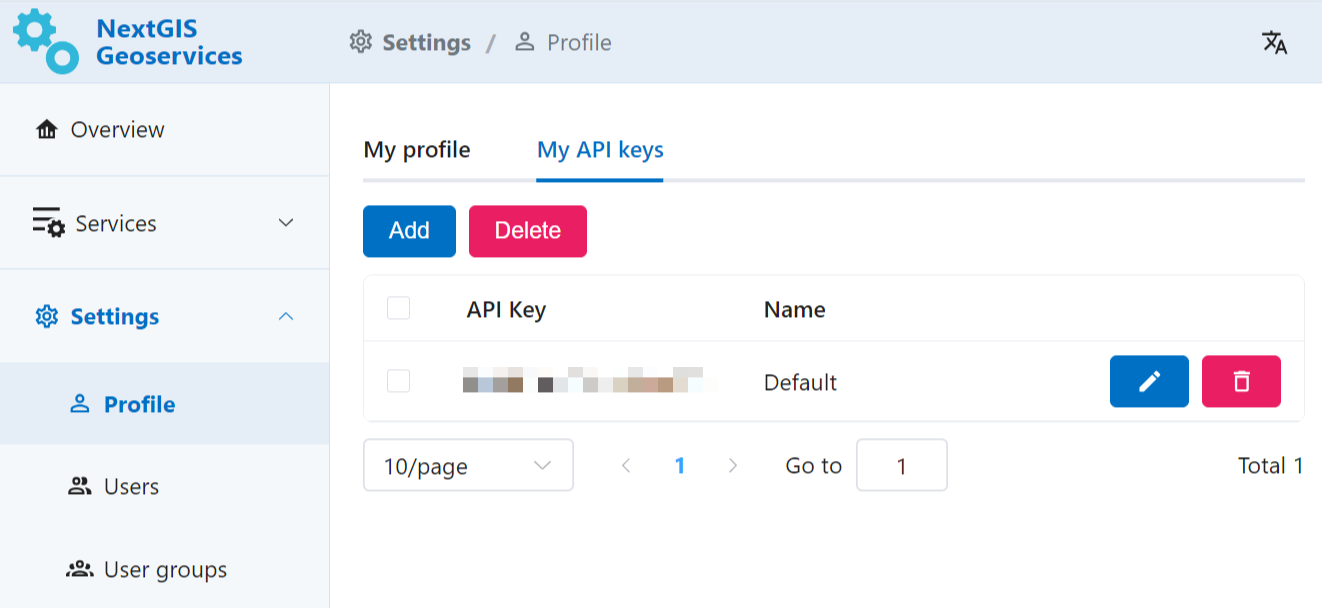 NextGIS
Geoservices
Settings / Profile
Overview
Services
Settings
Profile
Users
User groups
My profile My API keys
Add Delete
API Key Name
Default
10/page 1 Go to 1 Total 1